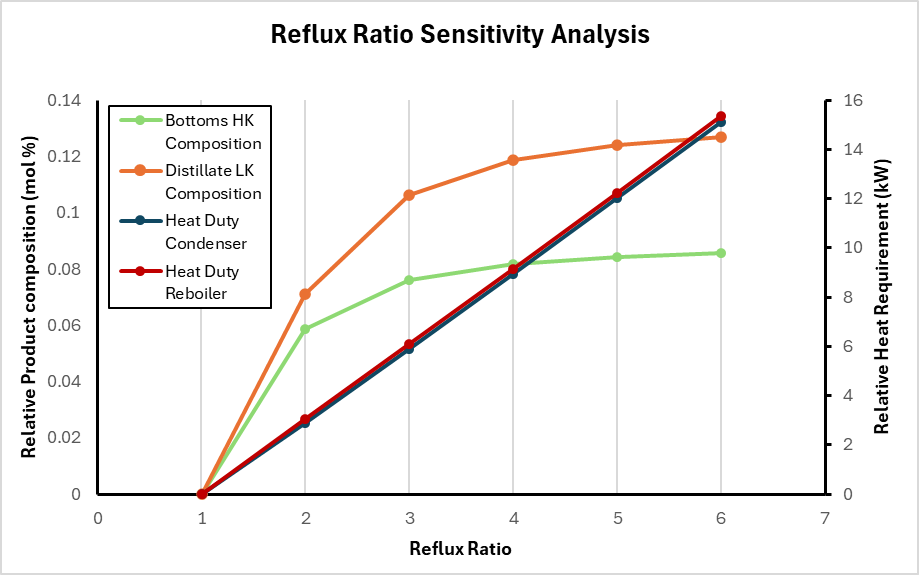 Reflux Ratio Sensitivity Analysis
Relative Product composition (mol %)
0.14
0.12
0.1
0.08
0.06
0.04
0.02
0
Bottoms HK
Composition
Distillate LK
Composition
Heat Duty
Condenser
Heat Duty
Reboiler
16
14
12
10
8
6
4
2
0
Relative Heat Requirement (kW)
0 1 2 3 4 5 6 7
Reflux Ratio